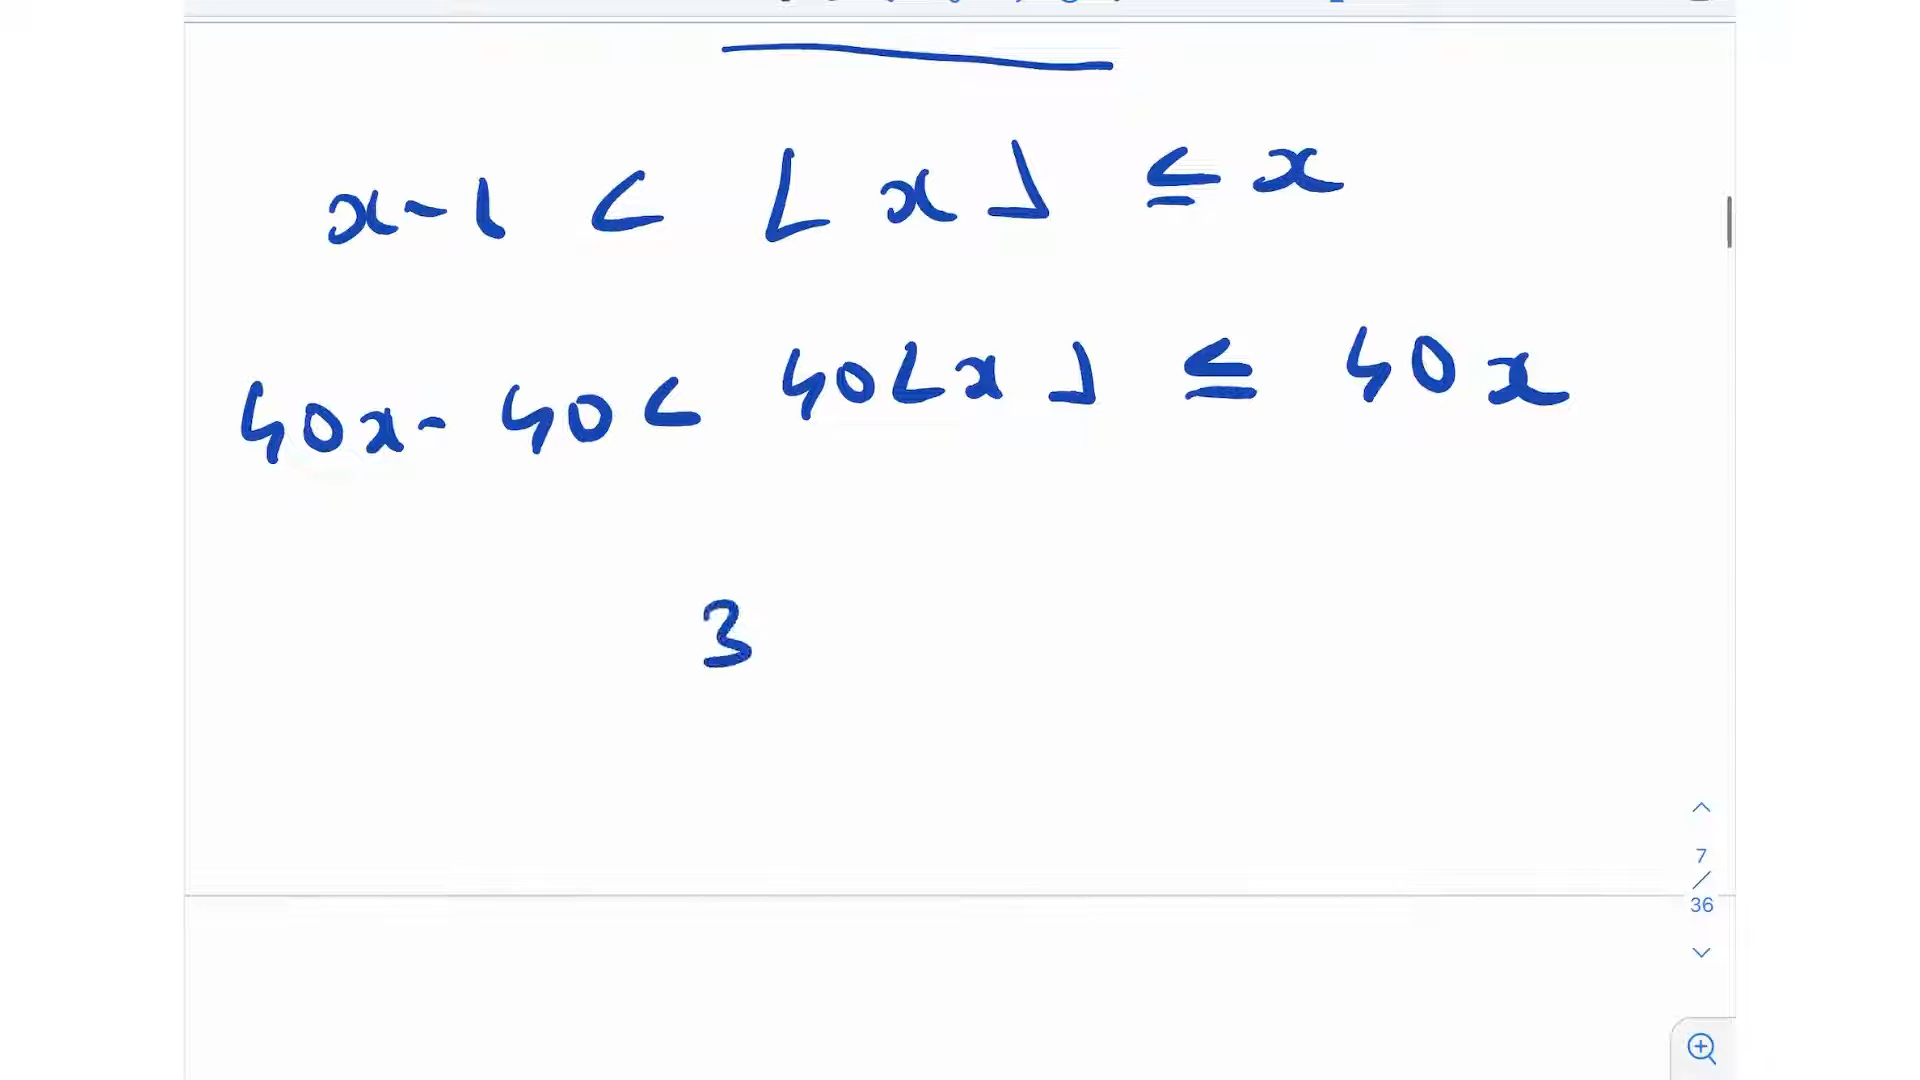 x-1 < ⌊x⌋ ≤ x
40x-40 < 40⌊x⌋ ≤ 40x
3
7
/
36